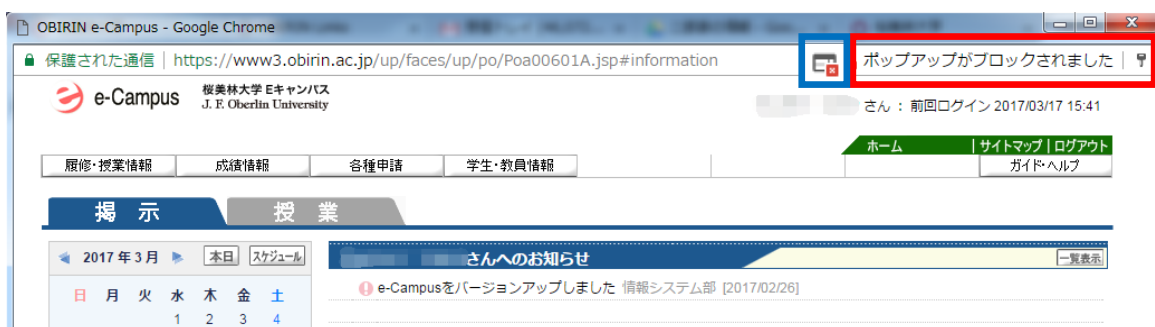 OBIRIN e-Campus - Google Chrome
保護された通信 | https://www3.obirin.ac.jp/up/faces/up/po/Poa00601A.jsp#information
ポップアップがブロックされました
e-Campus
桜美林大学 Eキャンパス
J. F. Oberlin University
さん : 前回ログイン 2017/03/17 15:41
ホーム | サイトマップ | ログアウト
履修・授業情報 成績情報 各種申請 学生・教員情報 ガイド・ヘルプ
掲 示 授 業
2017 年 3 月 本日 スケジュール
さんへのお知らせ 一覧表示
日 月 火 水 木 金 土
e-Campusをバージョンアップしました 情報システム部 [2017/02/26]
1 2 3 4